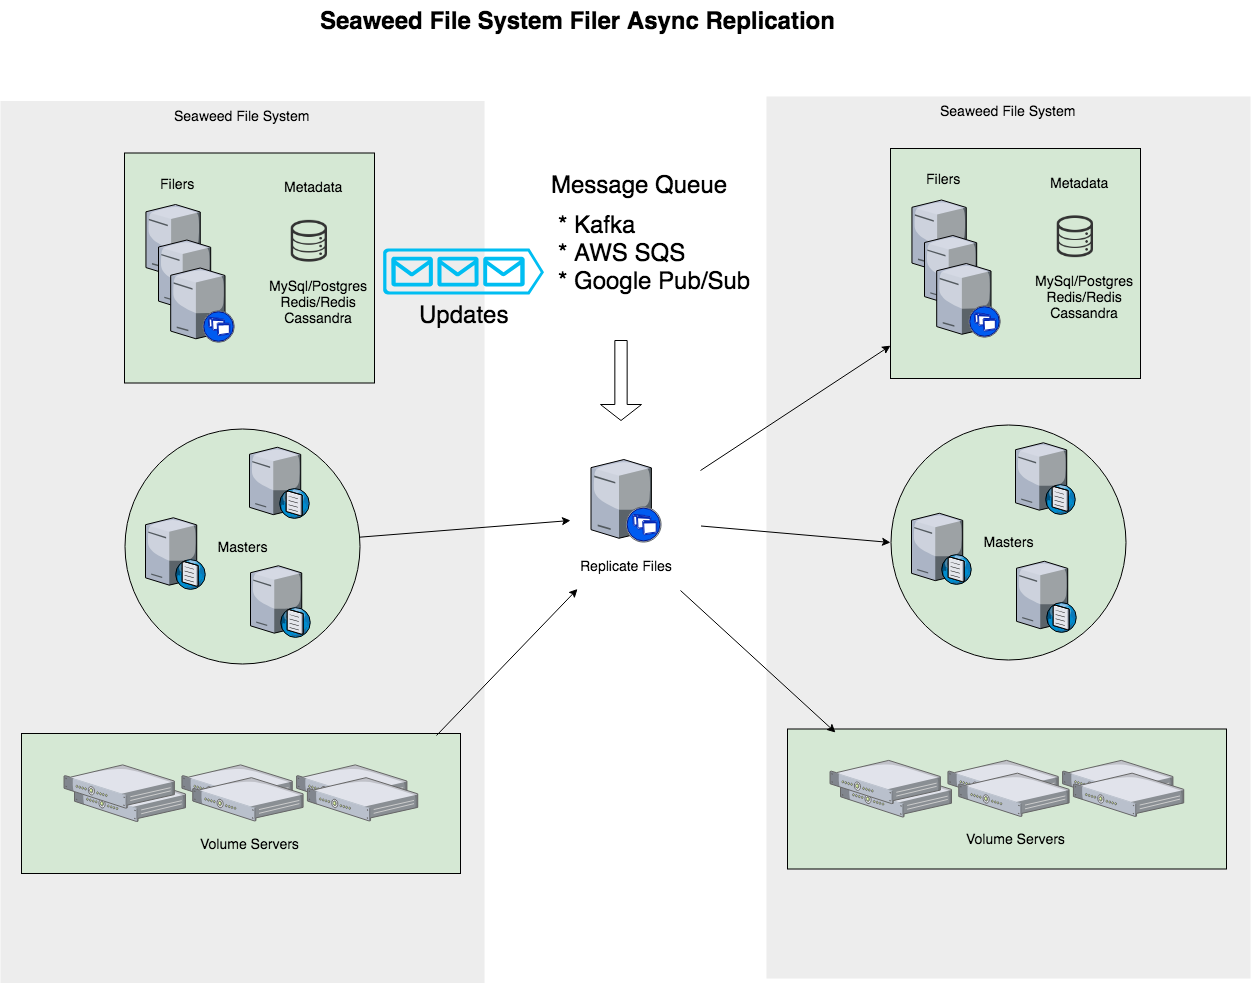 Seaweed File System Filer Async Replication
Seaweed File System
Filers
Metadata
MySql/Postgres
Redis/Redis
Cassandra
Updates
Message Queue
* Kafka
* AWS SQS
* Google Pub/Sub
Masters
Replicate Files
Volume Servers
Seaweed File System
Filers
Metadata
MySql/Postgres
Redis/Redis
Cassandra
Masters
Volume Servers